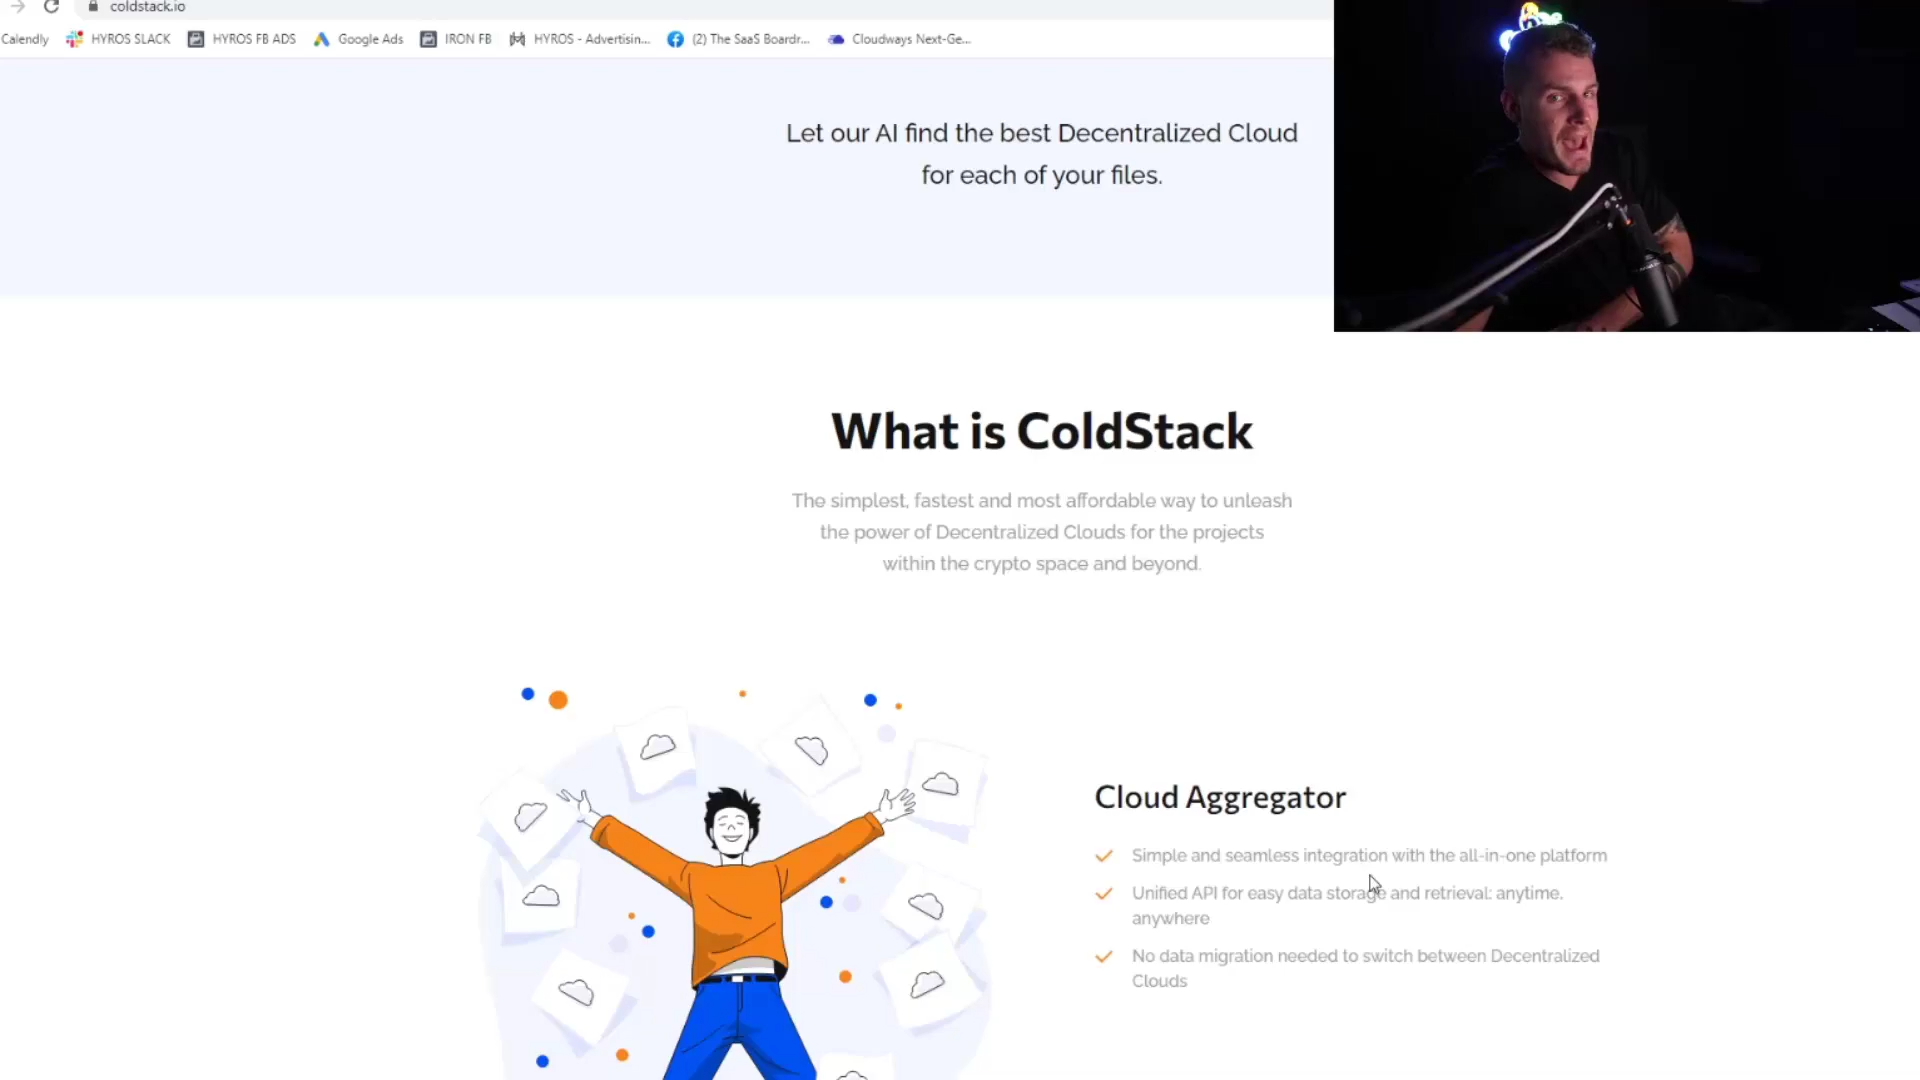 coldstack.io
Calendly HYROS SLACK HYROS FB ADS Google Ads IRON FB HYROS - Advertisin... (2) The SaaS Boardr... Cloudways Next-Ge...
Let our AI find the best Decentralized Cloud
for each of your files.
What is ColdStack
The simplest, fastest and most affordable way to unleash
the power of Decentralized Clouds for the projects
within the crypto space and beyond.
Cloud Aggregator
Simple and seamless integration with the all-in-one platform
Unified API for easy data storage and retrieval: anytime,
anywhere
No data migration needed to switch between Decentralized
Clouds